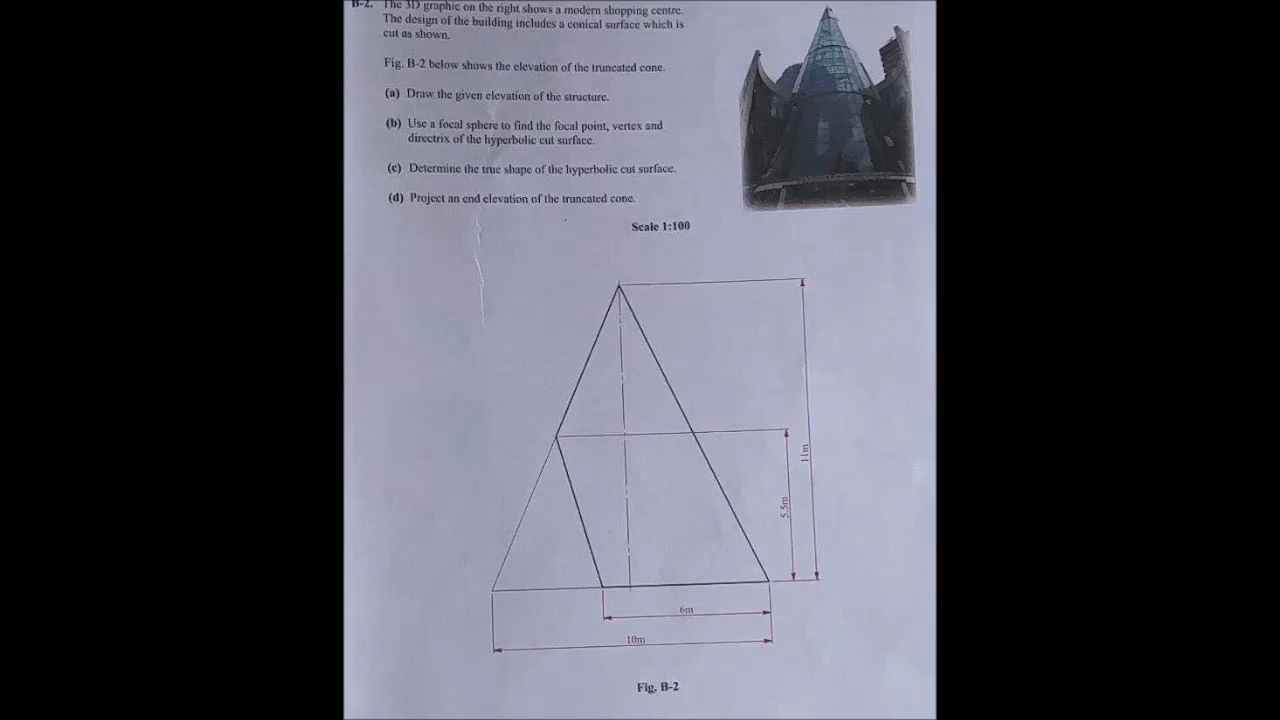 B-2. The 3D graphic on the right shows a modern shopping centre.
The design of the building includes a conical surface which is
cut as shown.
Fig. B-2 below shows the elevation of the truncated cone.
(a) Draw the given elevation of the structure.
(b) Use a focal sphere to find the focal point, vertex and
directrix of the hyperbolic cut surface.
(c) Determine the true shape of the hyperbolic cut surface.
(d) Project an end elevation of the truncated cone.
Scale 1:100
11m
5.5m
6m
10m
Fig. B-2